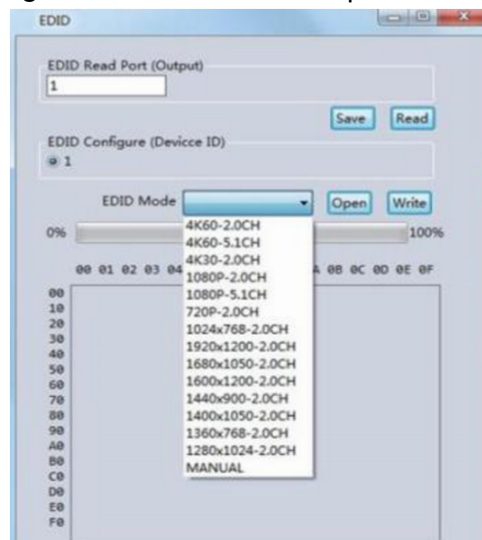 EDID
EDID Read Port (Output)
1
Save Read
EDID Configure (Devicce ID)
1
EDID Mode Open Write
0% 100%
4K60-2.0CH
4K60-5.1CH
4K30-2.0CH
1080P-2.0CH
1080P-5.1CH
720P-2.0CH
1024x768-2.0CH
1920x1200-2.0CH
1680x1050-2.0CH
1600x1200-2.0CH
1440x900-2.0CH
1400x1050-2.0CH
1360x768-2.0CH
1280x1024-2.0CH
MANUAL
00 01 02 03 04 0B 0C 0D 0E 0F
00
10
20
30
40
50
60
70
80
90
A0
B0
C0
D0
E0
F0